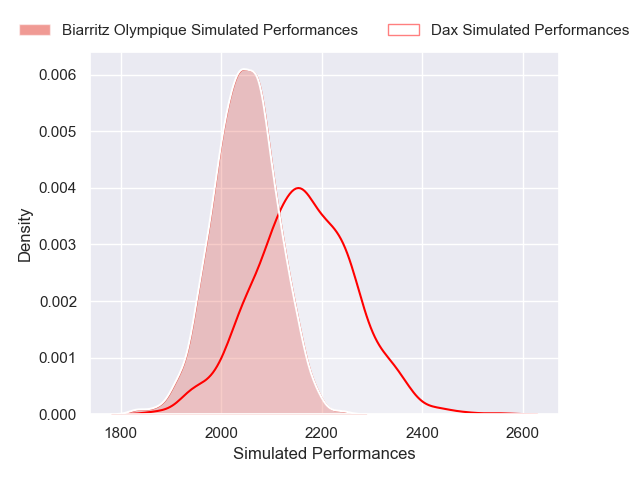 Biarritz Olympique Simulated Performances Dax Simulated Performances
0.006
0.005
0.004
0.003
0.002
0.001
0.000
Density
1800 2000 2200 2400 2600
Simulated Performances